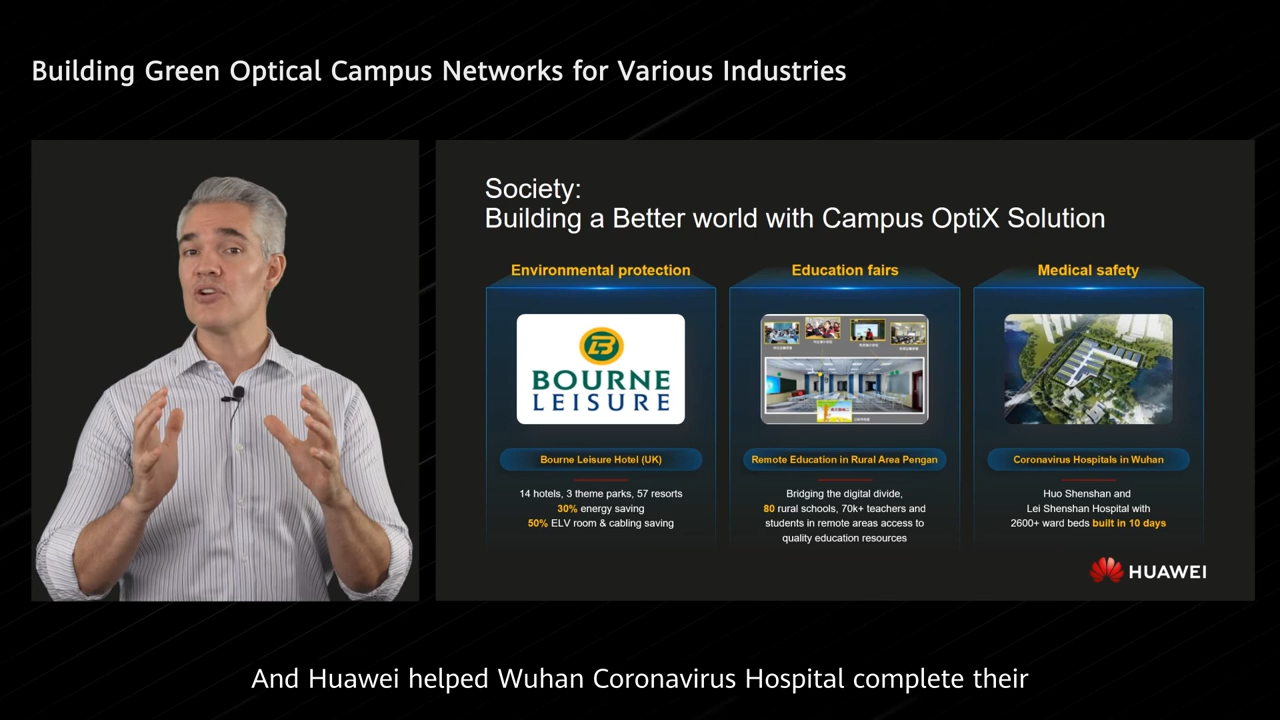 Building Green Optical Campus Networks for Various Industries
Society:
Building a Better world with Campus OptiX Solution
Environmental protection
BOURNE
LEISURE
Bourne Leisure Hotel (UK)
14 hotels, 3 theme parks, 57 resorts
30% energy saving
50% ELV room & cabling saving
Education fairs
Remote Education in Rural Area Pengan
Bridging the digital divide,
80 rural schools, 70k+ teachers and
students in remote areas access to
quality education resources
Medical safety
Coronavirus Hospitals in Wuhan
Huo Shenshan and
Lei Shenshan Hospital with
2600+ ward beds built in 10 days
HUAWEI
And Huawei helped Wuhan Coronavirus Hospital complete their